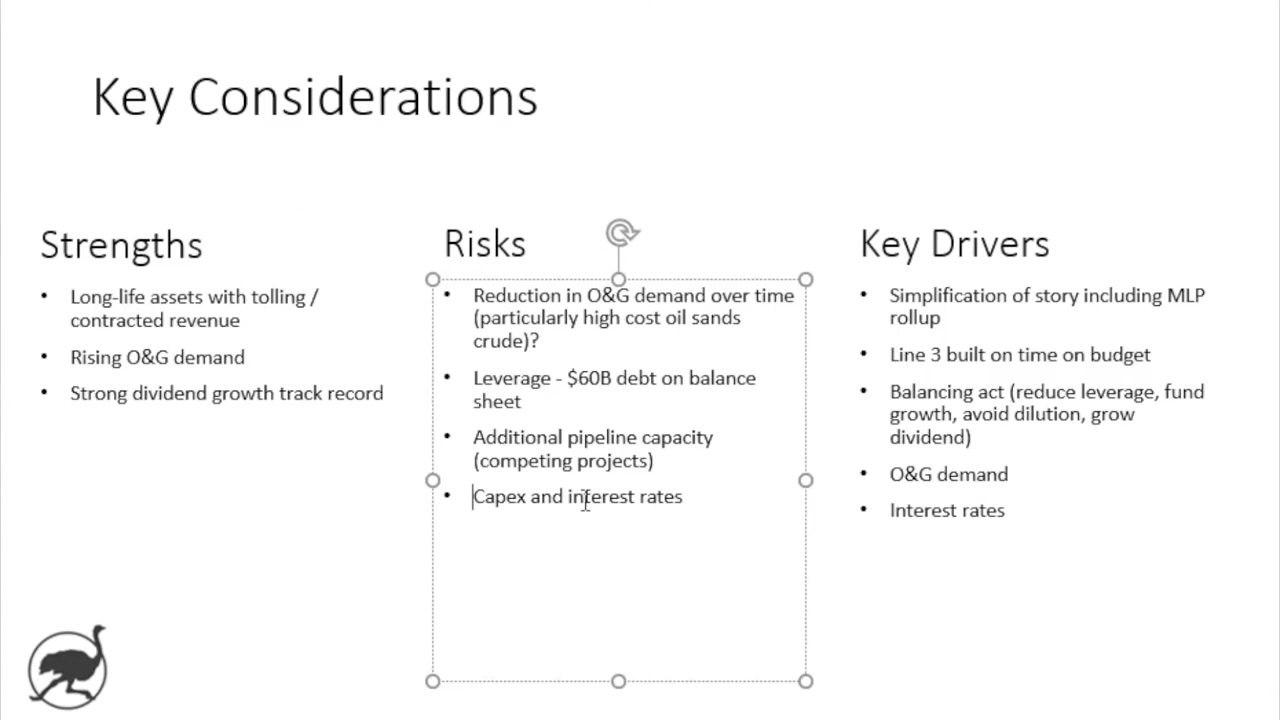 Key Considerations
Strengths
• Long-life assets with tolling /
contracted revenue
• Rising O&G demand
• Strong dividend growth track record
Risks
• Reduction in O&G demand over time
(particularly high cost oil sands
crude)?
• Leverage - $60B debt on balance
sheet
• Additional pipeline capacity
(competing projects)
• Capex and interest rates
Key Drivers
• Simplification of story including MLP
rollup
• Line 3 built on time on budget
• Balancing act (reduce leverage, fund
growth, avoid dilution, grow
dividend)
• O&G demand
• Interest rates